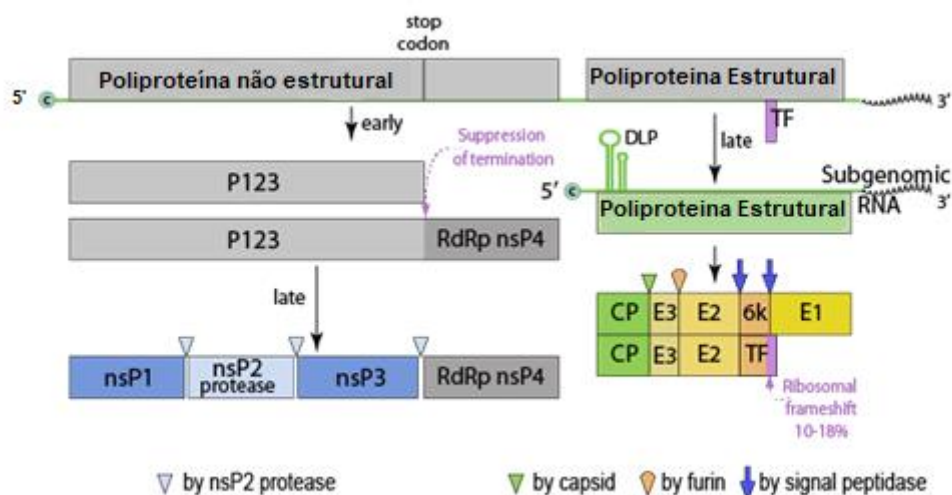 stop
codon
Poliproteína não estrutural
Poliproteina Estrutural
5' c
3'
TF
early
late
Suppression
of termination
DLP
P123
Subgenomic
RNA
5' c
3'
Poliproteina Estrutural
P123
RdRp nsP4
late
CP E3 E2 6k E1
CP E3 E2 TF
nsP1
nsP2
protease
nsP3
RdRp nsP4
Ribosomal
frameshift
10-18%
by nsP2 protease
by capsid
by furin
by signal peptidase